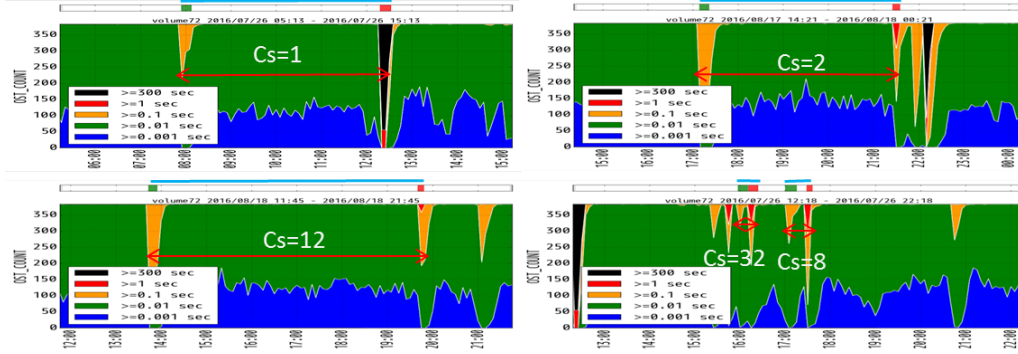 volume72 2016/07/26 05:13 - 2016/07/26 15:13
OST_COUNT
350
300
250
200
150
100
50
0
Cs=1
>=300 sec
>=1 sec
>=0.1 sec
>=0.01 sec
>=0.001 sec
06:00 07:00 08:00 09:00 10:00 11:00 12:00 13:00 14:00 15:00
volume72 2016/08/17 14:21 - 2016/08/18 00:21
OST_COUNT
350
300
250
200
150
100
50
0
Cs=2
>=300 sec
>=1 sec
>=0.1 sec
>=0.01 sec
>=0.001 sec
15:00 16:00 17:00 18:00 19:00 20:00 21:00 22:00 23:00 00:00
volume72 2016/08/18 11:45 - 2016/08/18 21:45
OST_COUNT
350
300
250
200
150
100
50
0
Cs=12
>=300 sec
>=1 sec
>=0.1 sec
>=0.01 sec
>=0.001 sec
12:00 13:00 14:00 15:00 16:00 17:00 18:00 19:00 20:00 21:00
volume72 2016/07/26 12:18 - 2016/07/26 22:18
OST_COUNT
350
300
250
200
150
100
50
0
Cs=32 Cs=8
>=300 sec
>=1 sec
>=0.1 sec
>=0.01 sec
>=0.001 sec
13:00 14:00 15:00 16:00 17:00 18:00 19:00 20:00 21:00 22:00